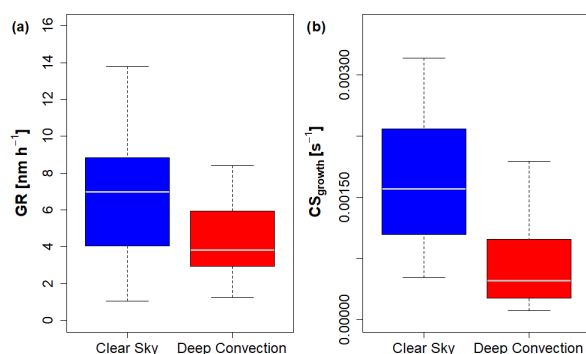 (a)
GR [nm h⁻¹]
16
14
12
10
8
6
4
2
0
Clear Sky Deep Convection
(b)
CSgrowth [s⁻¹]
0.00300
0.00150
0.00000
Clear Sky Deep Convection